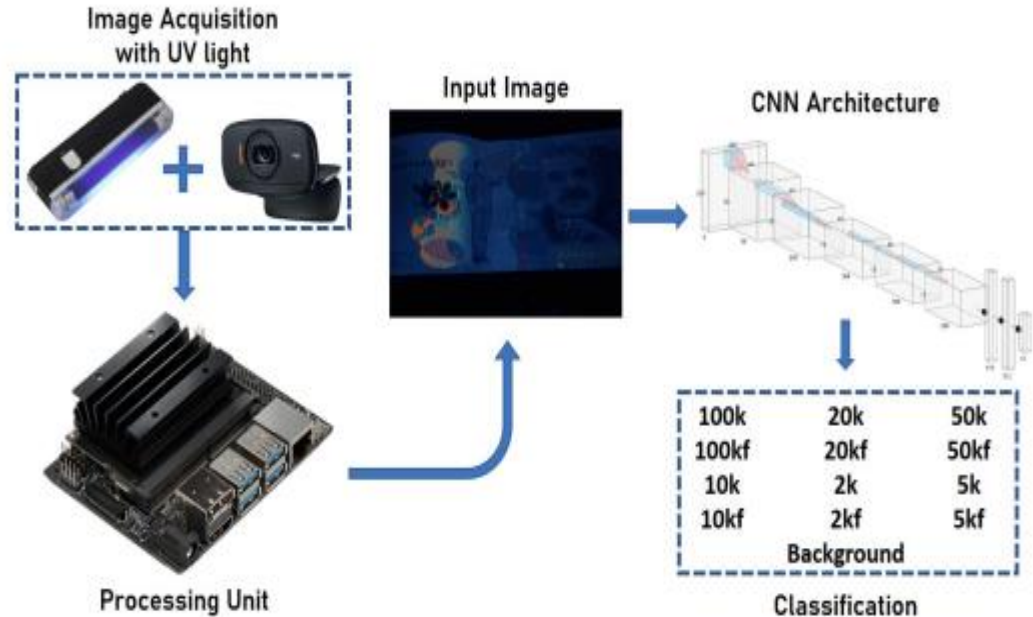 Image Acquisition
with UV light
Input Image
CNN Architecture
100k 20k 50k
100kf 20kf 50kf
10k 2k 5k
10kf 2kf 5kf
Background
Processing Unit
Classification